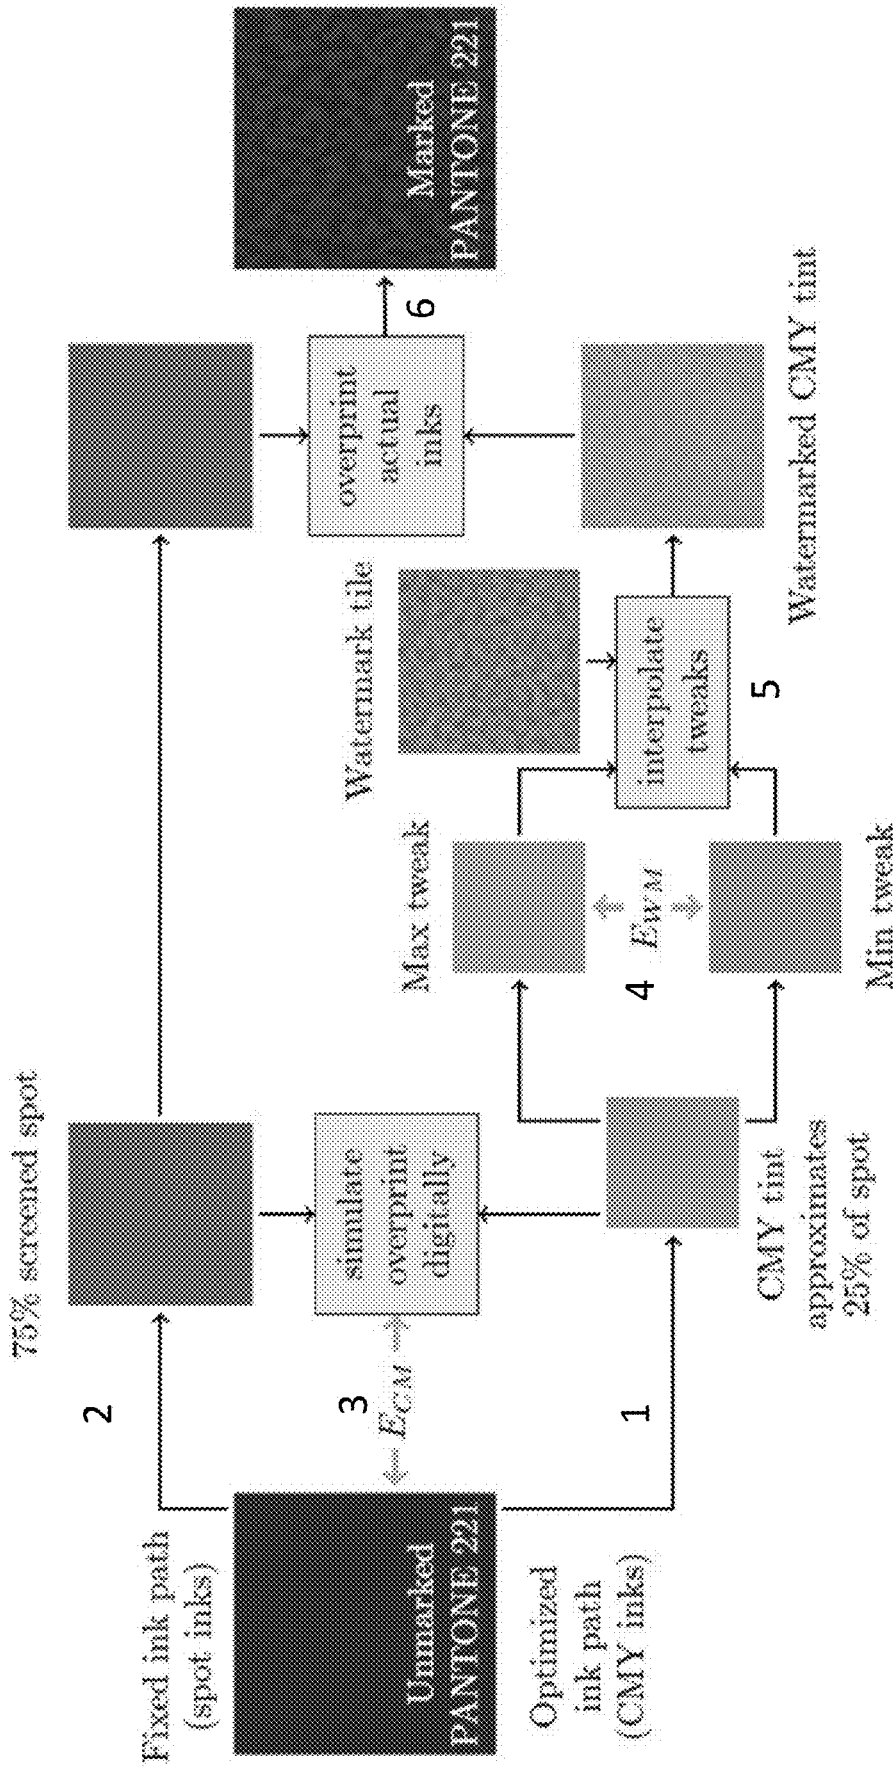 Fixed ink path
(spot inks)
2
75% screened spot
Unmarked
PANTONE 221
3
E_CM
simulate
overprint
digitally
Optimized
ink path
(CMY inks)
1
CMY tint
approximates
25% of spot
Max tweak
4
E_WM
Min tweak
Watermark tile
interpolate
tweaks
5
overprint
actual
inks
6
Watermarked CMY tint
Marked
PANTONE 221